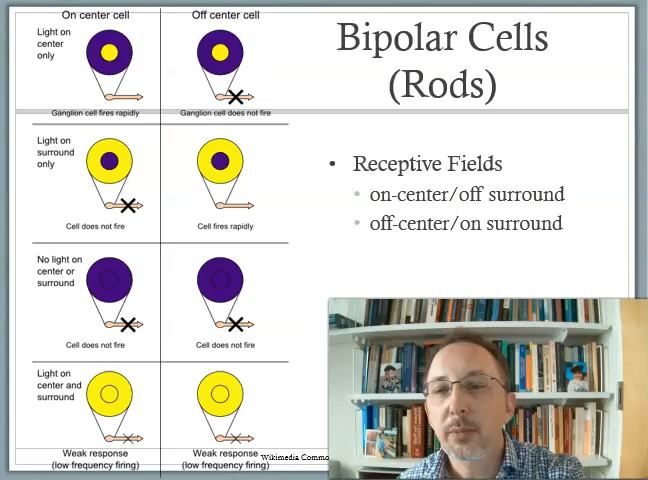 On center cell
Off center cell
Light on
center
only
Ganglion cell fires rapidly
Ganglion cell does not fire
Light on
surround
only
Cell does not fire
Cell fires rapidly
No light on
center or
surround
Cell does not fire
Cell does not fire
Light on
center and
surround
Weak response
(low frequency firing)
Weak response
(low frequency firing)
Wikimedia Commo
Bipolar Cells
(Rods)
• Receptive Fields
• on-center/off surround
• off-center/on surround